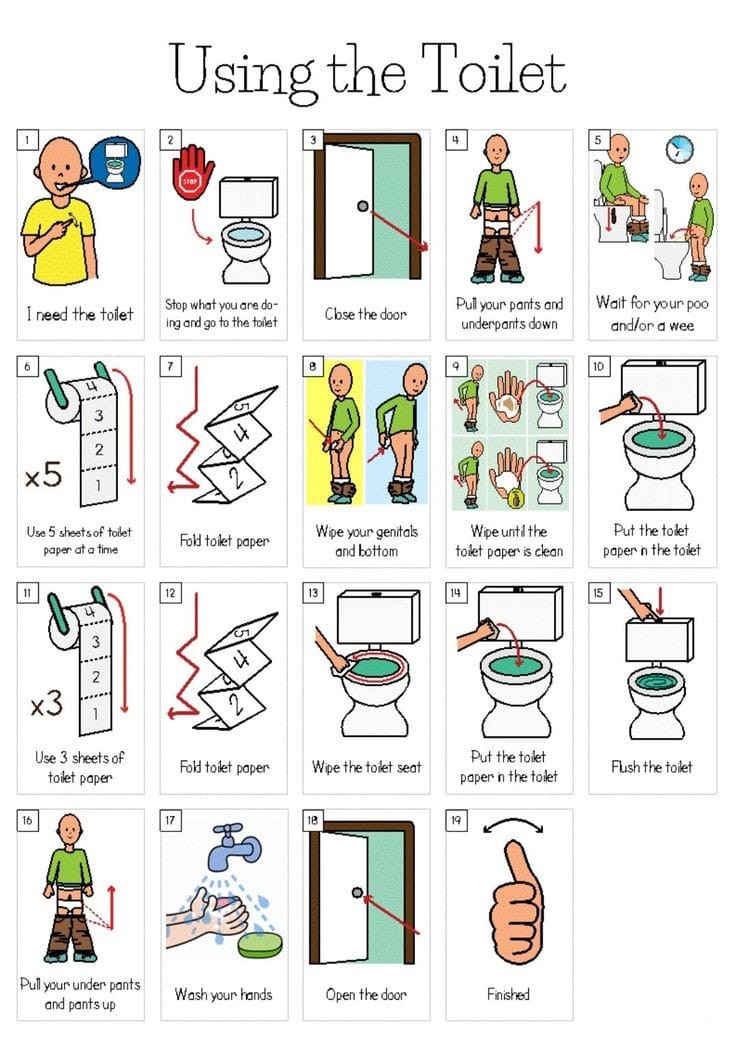 Using the Toilet
1
STOP
I need the toilet
2
STOP
Stop what you are do-
ing and go to the toilet
3
Close the door
4
Pull your pants and
underpants down
5
Wait for your poo
and/or a wee
6
4
3
2
1
x5
Use 5 sheets of toilet
paper at a time
7
5
4
2
Fold toilet paper
8
Wipe your genitals
and bottom
9
Wipe until the
toilet paper is clean
10
Put the toilet
paper in the toilet
11
4
3
2
1
x3
Use 3 sheets of
toilet paper
12
5
4
2
Fold toilet paper
13
Wipe the toilet seat
14
Put the toilet
paper in the toilet
15
Flush the toilet
16
Pull your under pants
and pants up
17
Wash your hands
18
Open the door
19
Finished